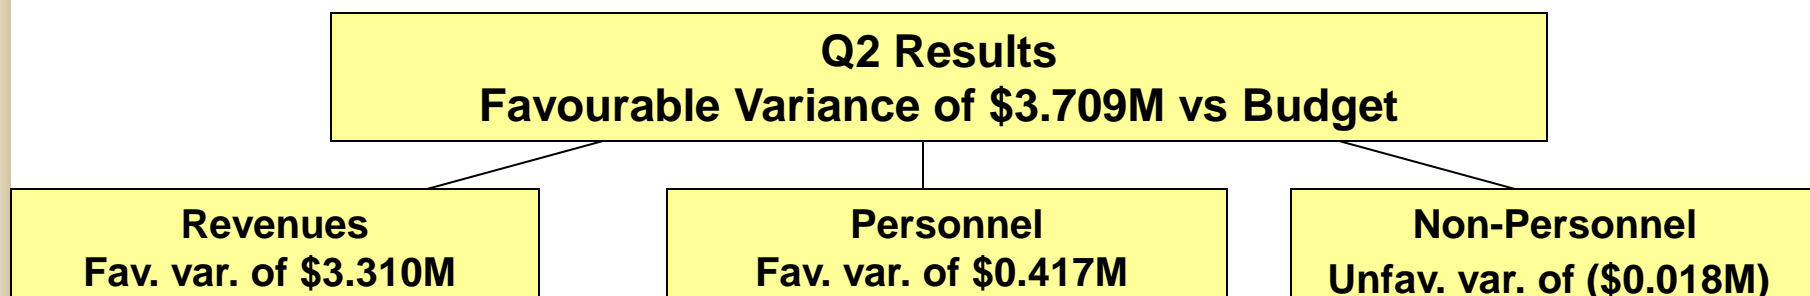 Q2 Results
Favourable Variance of $3.709M vs Budget
Revenues
Fav. var. of $3.310M
Personnel
Fav. var. of $0.417M
Non-Personnel
Unfav. var. of ($0.018M)